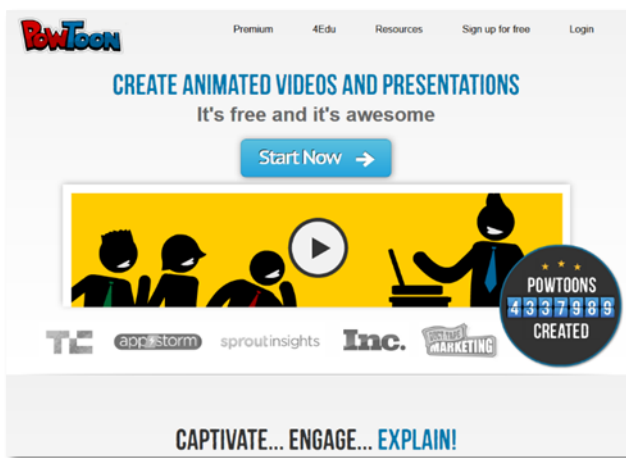 PowToon
Premium 4Edu Resources Sign up for free Login
CREATE ANIMATED VIDEOS AND PRESENTATIONS
It's free and it's awesome
Start Now
POWTOONS
4337989
CREATED
TC appstorm sproutinsights Inc. DUCT TAPE MARKETING
CAPTIVATE... ENGAGE... EXPLAIN!